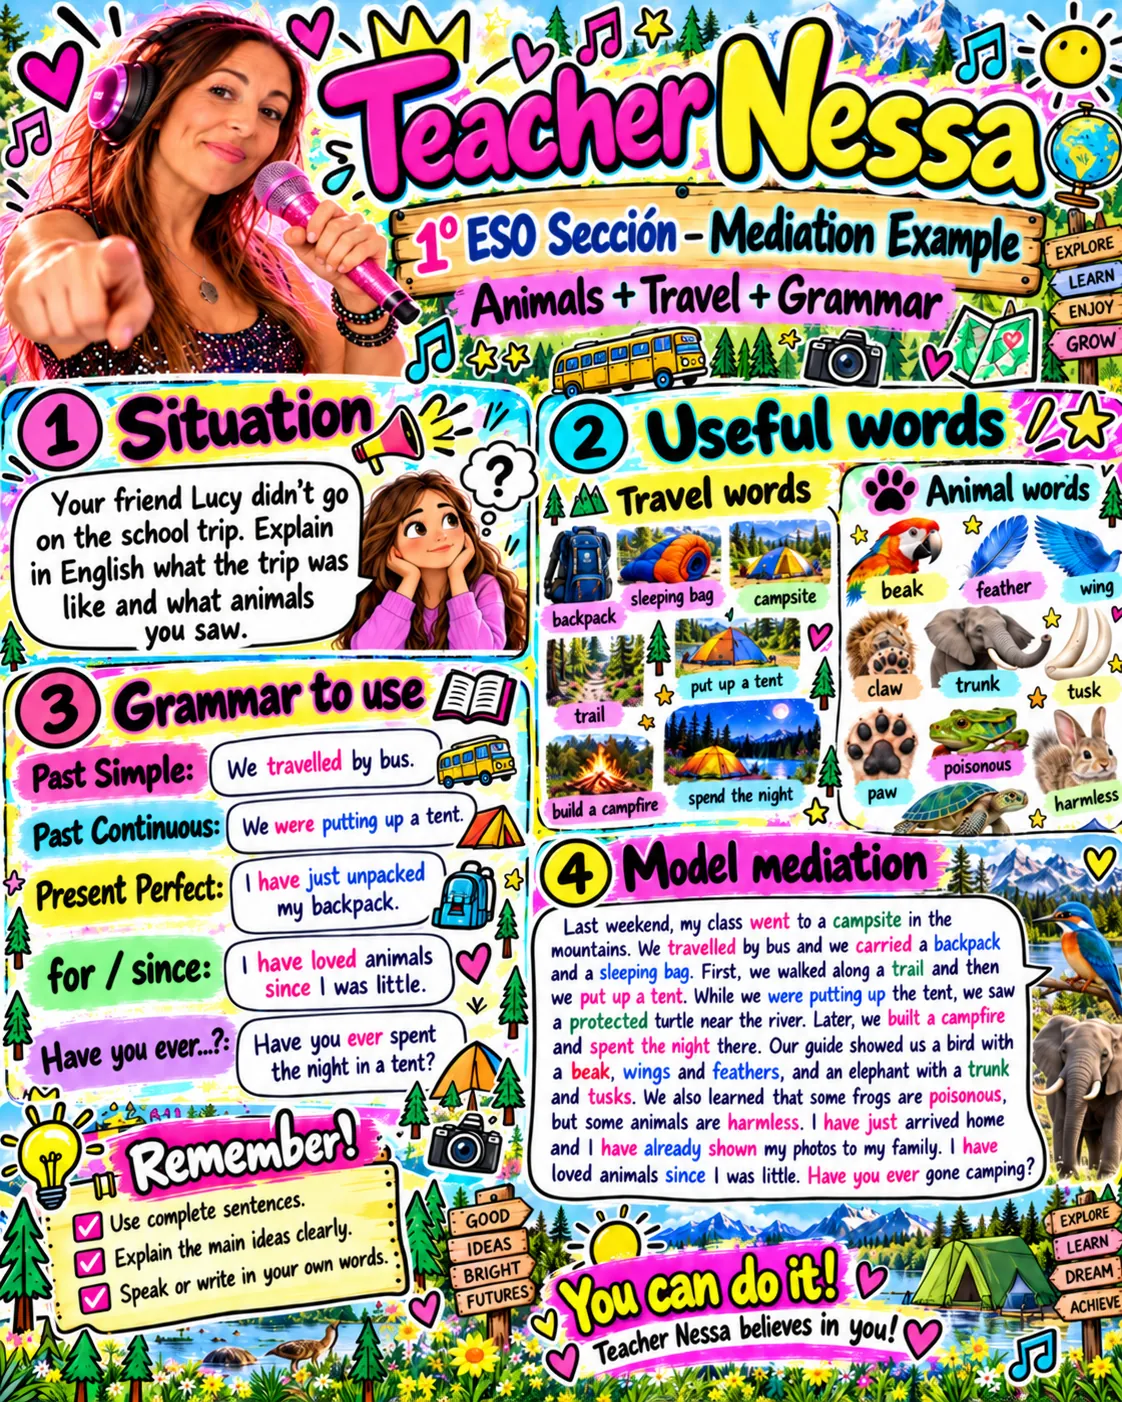 Teacher Nessa
1º ESO Sección - Mediation Example
Animals + Travel + Grammar
EXPLORE
LEARN
ENJOY
GROW
1 Situation
?
Your friend Lucy didn't go
on the school trip. Explain
in English what the trip was
like and what animals
you saw.
2 Useful words
Travel words
backpack
sleeping bag
campsite
trail
put up a tent
build a campfire
spend the night
Animal words
beak
feather
wing
claw
trunk
tusk
paw
poisonous
harmless
3 Grammar to use
Past Simple:
We travelled by bus.
Past Continuous:
We were putting up a tent.
Present Perfect:
I have just unpacked
my backpack.
for / since:
I have loved animals
since I was little.
Have you ever...?:
Have you ever spent
the night in a tent?
4 Model mediation
Last weekend, my class went to a campsite in the
mountains. We travelled by bus and we carried a backpack
and a sleeping bag. First, we walked along a trail and then
we put up a tent. While we were putting up the tent, we saw
a protected turtle near the river. Later, we built a campfire
and spent the night there. Our guide showed us a bird with
a beak, wings and feathers, and an elephant with a trunk
and tusks. We also learned that some frogs are poisonous,
but some animals are harmless. I have just arrived home
and I have already shown my photos to my family. I have
loved animals since I was little. Have you ever gone camping?
Remember!
Use complete sentences.
Explain the main ideas clearly.
Speak or write in your own words.
GOOD
IDEAS
BRIGHT
FUTURES
You can do it!
Teacher Nessa believes in you!
EXPLORE
LEARN
DREAM
ACHIEVE